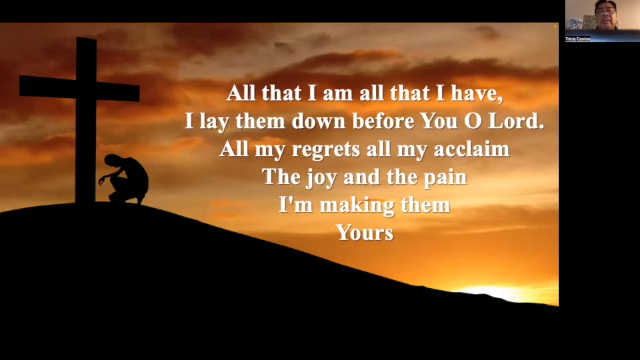 All that I am all that I have,
I lay them down before You O Lord.
All my regrets all my acclaim
The joy and the pain
I'm making them
Yours